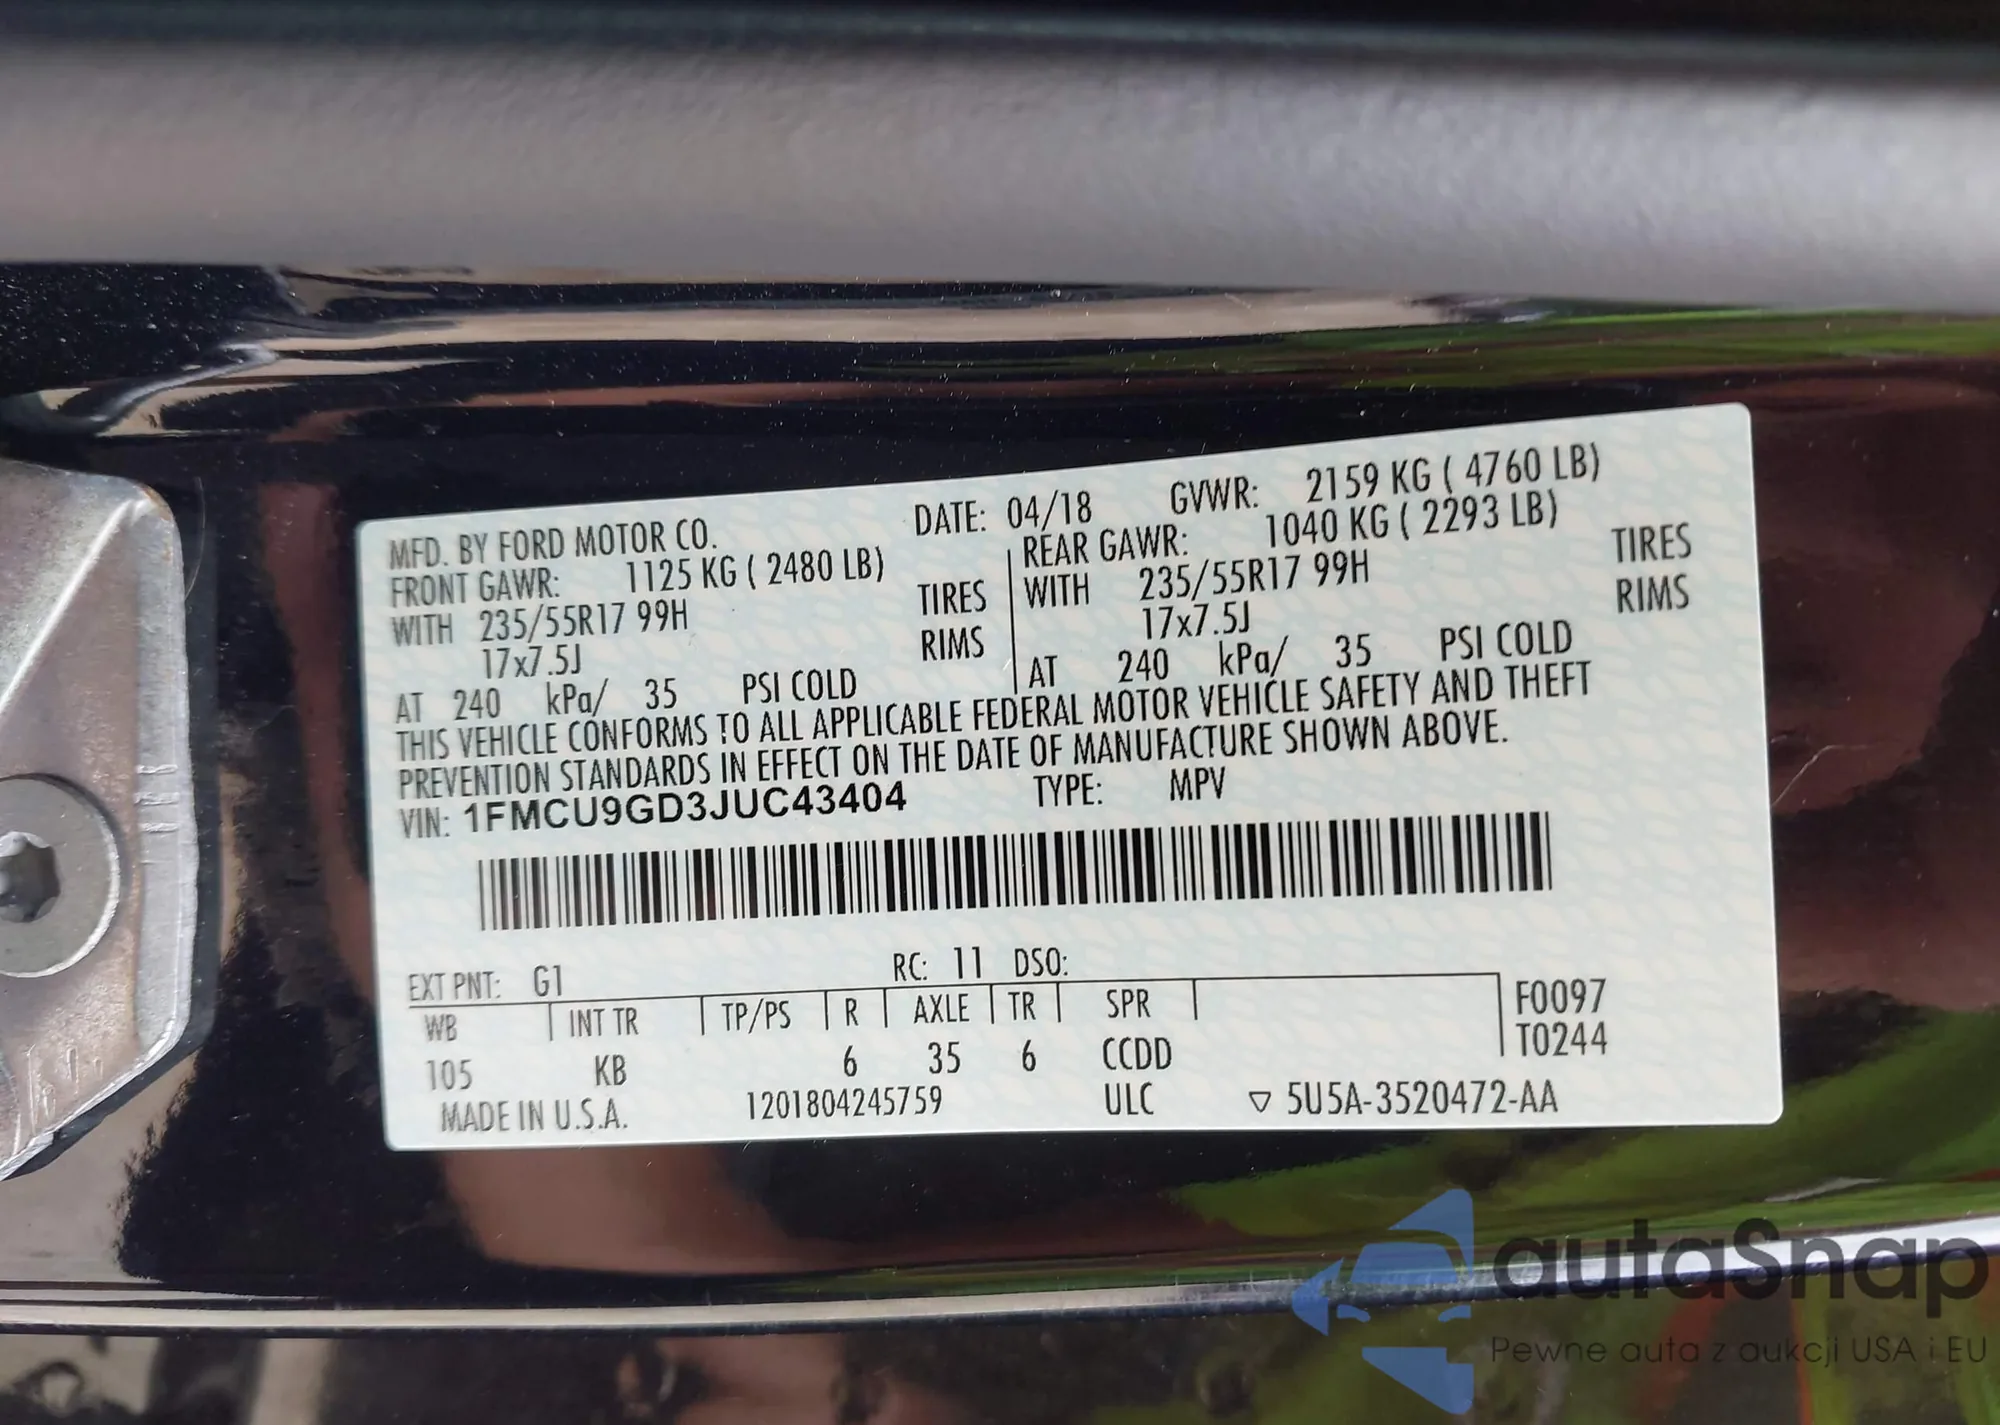 MFD. BY FORD MOTOR CO. DATE: 04/18 GVWR: 2159 KG ( 4760 LB)
FRONT GAWR: 1125 KG ( 2480 LB) REAR GAWR: 1040 KG ( 2293 LB)
WITH 235/55R17 99H TIRES WITH 235/55R17 99H TIRES
17x7.5J RIMS 17x7.5J RIMS
AT 240 kPa/ 35 PSI COLD AT 240 kPa/ 35 PSI COLD
THIS VEHICLE CONFORMS TO ALL APPLICABLE FEDERAL MOTOR VEHICLE SAFETY AND THEFT
PREVENTION STANDARDS IN EFFECT ON THE DATE OF MANUFACTURE SHOWN ABOVE.
VIN: 1FMCU9GD3JUC43404 TYPE: MPV
EXT PNT: G1 RC: 11 DSO:
WB INT TR TP/PS R AXLE TR SPR F0097
T0244
105 KB 6 35 6 CCDD
MADE IN U.S.A. 1201804245759 ULC ▽ 5U5A-3520472-AA
autaSnap
Pewne auta z aukcji USA i EU